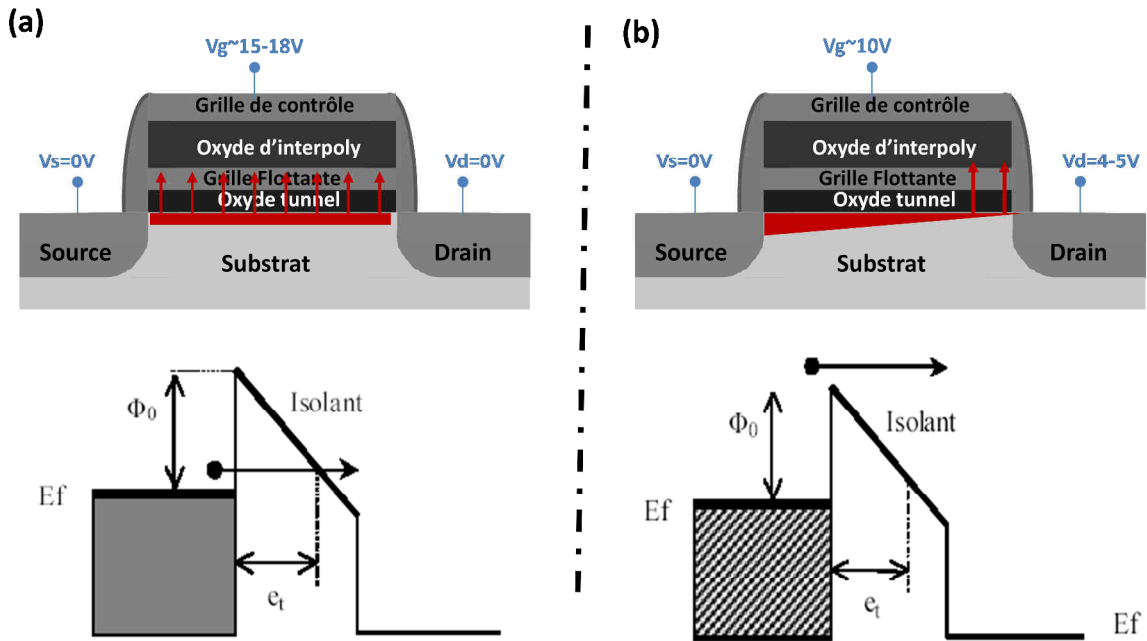 (a)
Vg~15-18V
Grille de contrôle
Oxyde d'interpoly
Vs=0V
Vd=0V
Grille Flottante
Oxyde tunnel
Source
Drain
Substrat
Φ0
Isolant
Ef
et
(b)
Vg~10V
Grille de contrôle
Oxyde d'interpoly
Vs=0V
Vd=4-5V
Grille Flottante
Oxyde tunnel
Source
Drain
Substrat
Φ0
Isolant
Ef
et
Ef